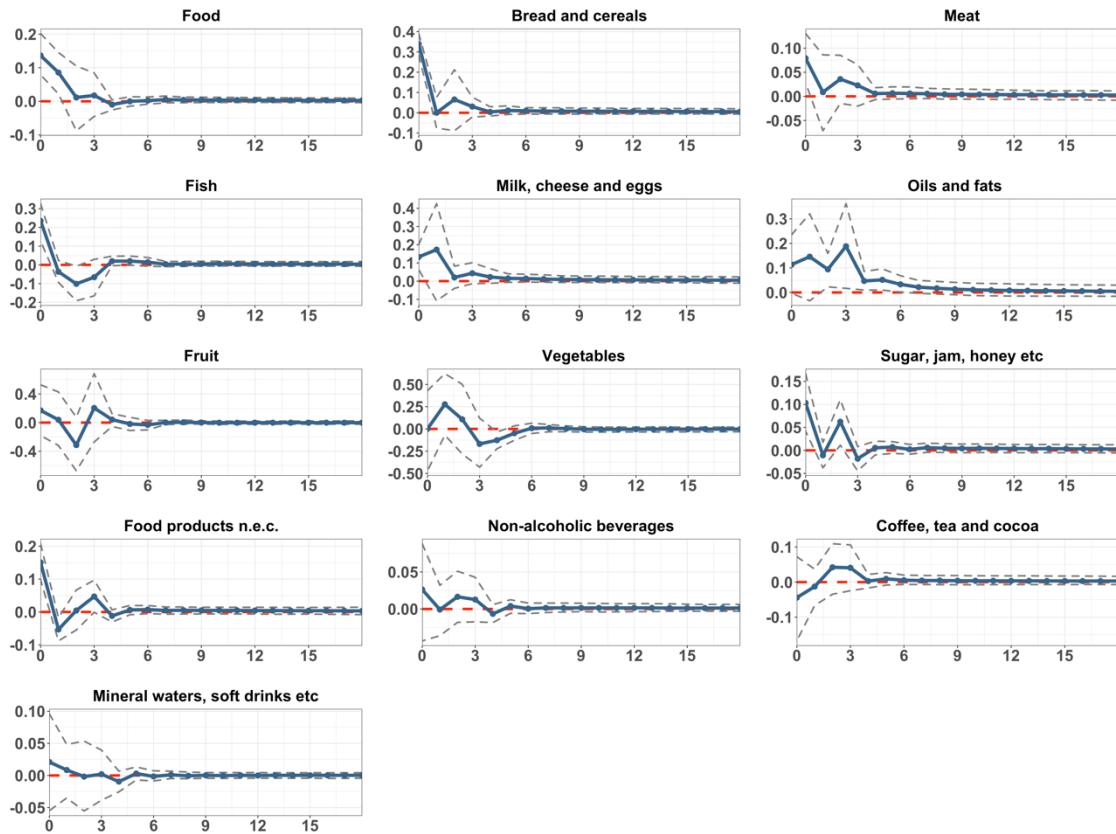 Food
0.2
0.1
0.0
-0.1
0 3 6 9 12 15
Bread and cereals
0.4
0.3
0.2
0.1
0.0
-0.1
0 3 6 9 12 15
Meat
0.10
0.05
0.00
-0.05
0 3 6 9 12 15
Fish
0.3
0.2
0.1
0.0
-0.1
-0.2
0 3 6 9 12 15
Milk, cheese and eggs
0.4
0.3
0.2
0.1
0.0
-0.1
0 3 6 9 12 15
Oils and fats
0.3
0.2
0.1
0.0
0 3 6 9 12 15
Fruit
0.4
0.0
-0.4
0 3 6 9 12 15
Vegetables
0.50
0.25
0.00
-0.25
-0.50
0 3 6 9 12 15
Sugar, jam, honey etc
0.15
0.10
0.05
0.00
0 3 6 9 12 15
Food products n.e.c.
0.2
0.1
0.0
-0.1
0 3 6 9 12 15
Non-alcoholic beverages
0.05
0.00
0 3 6 9 12 15
Coffee, tea and cocoa
0.1
0.0
-0.1
0 3 6 9 12 15
Mineral waters, soft drinks etc
0.10
0.05
0.00
-0.05
0 3 6 9 12 15